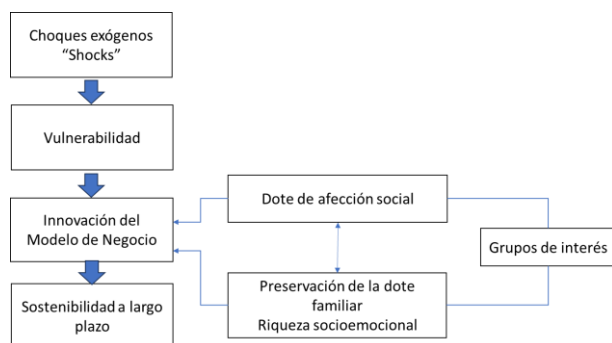 Choques exógenos
“Shocks”
Vulnerabilidad
Innovación del
Modelo de Negocio
Sostenibilidad a largo
plazo
Dote de afección social
Preservación de la dote
familiar
Riqueza socioemocional
Grupos de interés